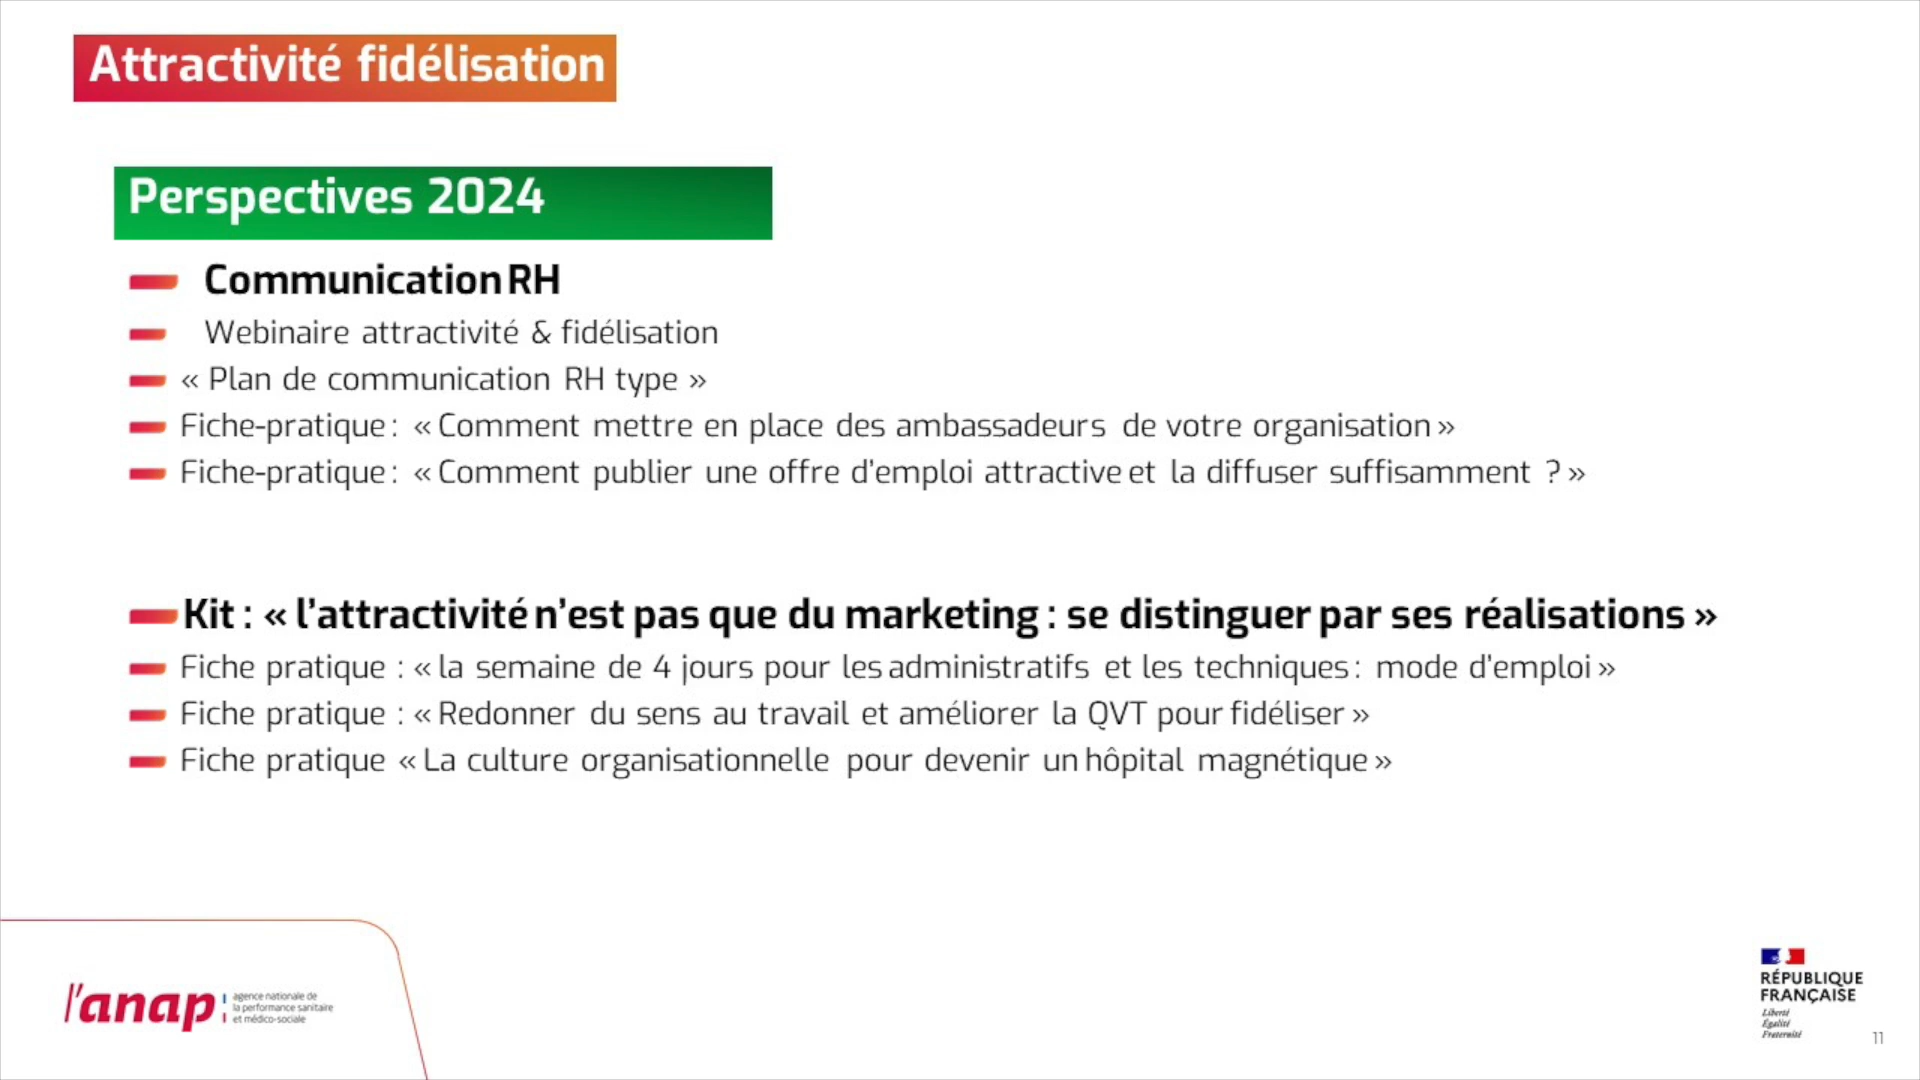 Attractivité fidélisation
Perspectives 2024
Communication RH
Webinaire attractivité & fidélisation
« Plan de communication RH type »
Fiche-pratique : « Comment mettre en place des ambassadeurs de votre organisation »
Fiche-pratique : « Comment publier une offre d'emploi attractive et la diffuser suffisamment ? »
Kit : « l'attractivité n'est pas que du marketing : se distinguer par ses réalisations »
Fiche pratique : « la semaine de 4 jours pour les administratifs et les techniques : mode d'emploi »
Fiche pratique : « Redonner du sens au travail et améliorer la QVT pour fidéliser »
Fiche pratique « La culture organisationnelle pour devenir un hôpital magnétique »
l'anap
agence nationale de
la performance sanitaire
et médico-sociale
RÉPUBLIQUE
FRANÇAISE
Liberté
Égalité
Fraternité
11